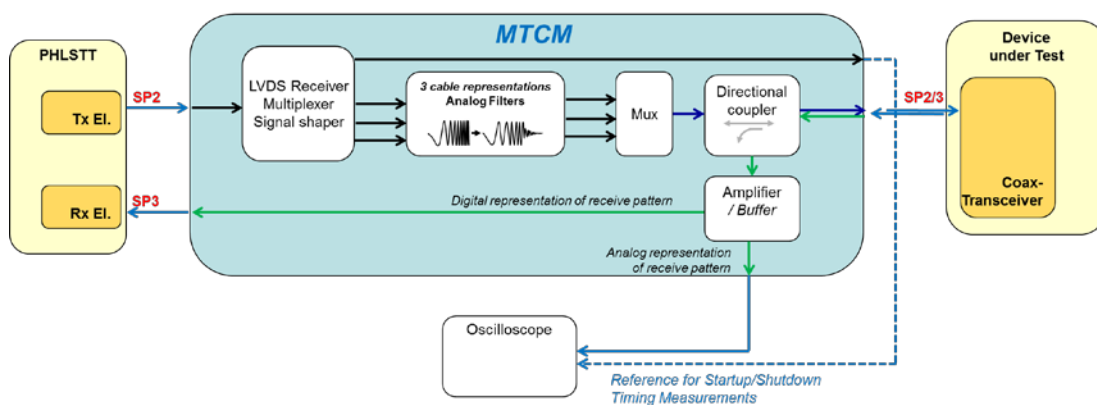 MTCM
PHLSTT
Tx El.
Rx El.
SP2
SP3
LVDS Receiver
Multiplexer
Signal shaper
3 cable representations
Analog Filters
Mux
Directional
coupler
Amplifier
/ Buffer
Digital representation of receive pattern
Analog representation
of receive pattern
SP2/3
Device
under Test
Coax-
Transceiver
Oscilloscope
Reference for Startup/Shutdown
Timing Measurements